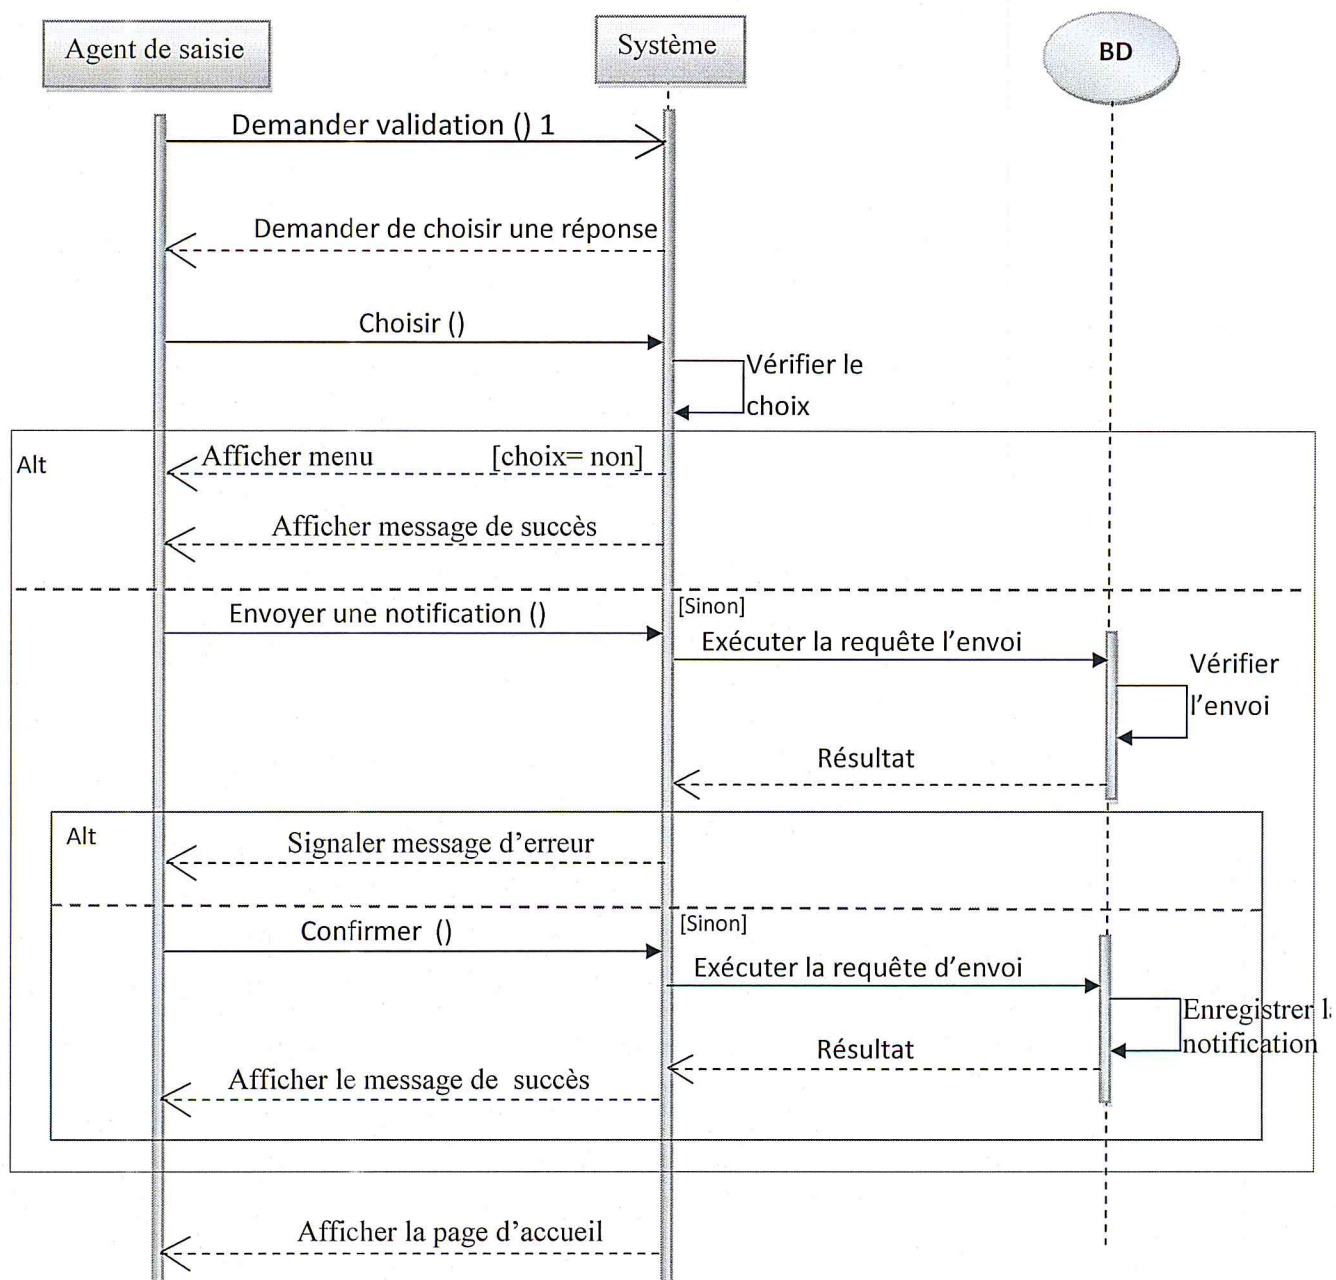 Agent de saisie
Système
BD
Demander validation () 1
Demander de choisir une réponse
Choisir ()
Vérifier le
choix
Alt
Afficher menu [choix= non]
Afficher message de succès
[Sinon]
Envoyer une notification ()
Exécuter la requête l'envoi
Vérifier
l'envoi
Résultat
Alt
Signaler message d'erreur
[Sinon]
Confirmer ()
Exécuter la requête d'envoi
Enregistrer
notification
Résultat
Afficher le message de succès
Afficher la page d'accueil